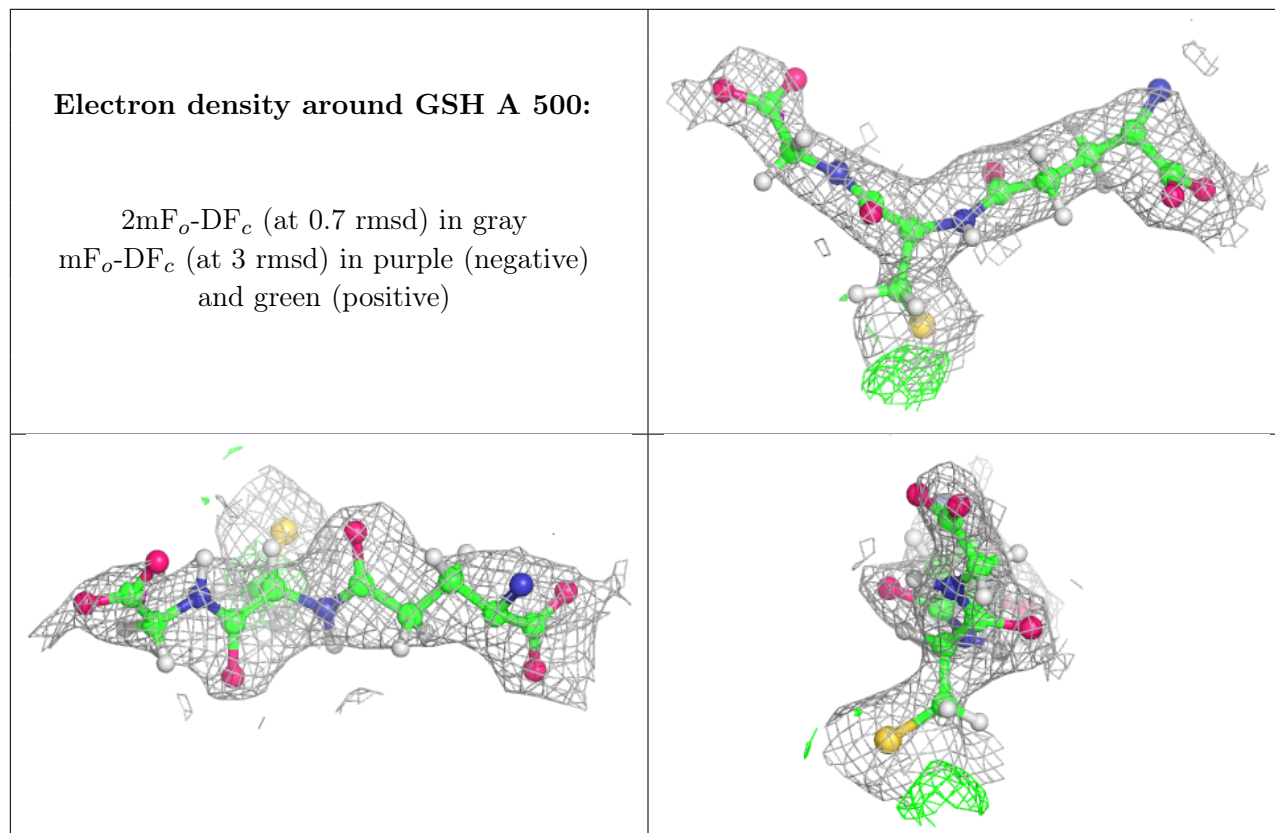 Electron density around GSH A 500:
2mFo-DFc (at 0.7 rmsd) in gray
mFo-DFc (at 3 rmsd) in purple (negative)
and green (positive)